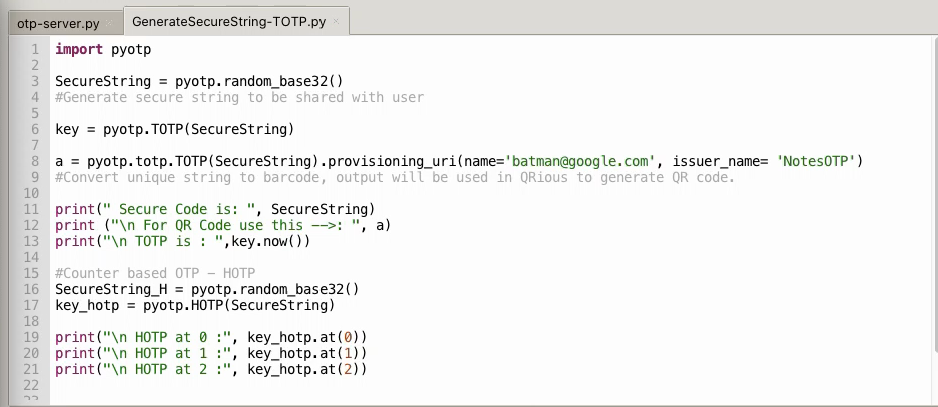 otp-server.py × GenerateSecureString-TOTP.py ×
1 import pyotp
2
3 SecureString = pyotp.random_base32()
4 #Generate secure string to be shared with user
5
6 key = pyotp.TOTP(SecureString)
7
8 a = pyotp.totp.TOTP(SecureString).provisioning_uri(name='batman@google.com', issuer_name= 'NotesOTP')
9 #Convert unique string to barcode, output will be used in QRious to generate QR code.
10
11 print(" Secure Code is: ", SecureString)
12 print ("\n For QR Code use this -->: ", a)
13 print("\n TOTP is : ",key.now())
14
15 #Counter based OTP - HOTP
16 SecureString_H = pyotp.random_base32()
17 key_hotp = pyotp.HOTP(SecureString)
18
19 print("\n HOTP at 0 :", key_hotp.at(0))
20 print("\n HOTP at 1 :", key_hotp.at(1))
21 print("\n HOTP at 2 :", key_hotp.at(2))
22
23